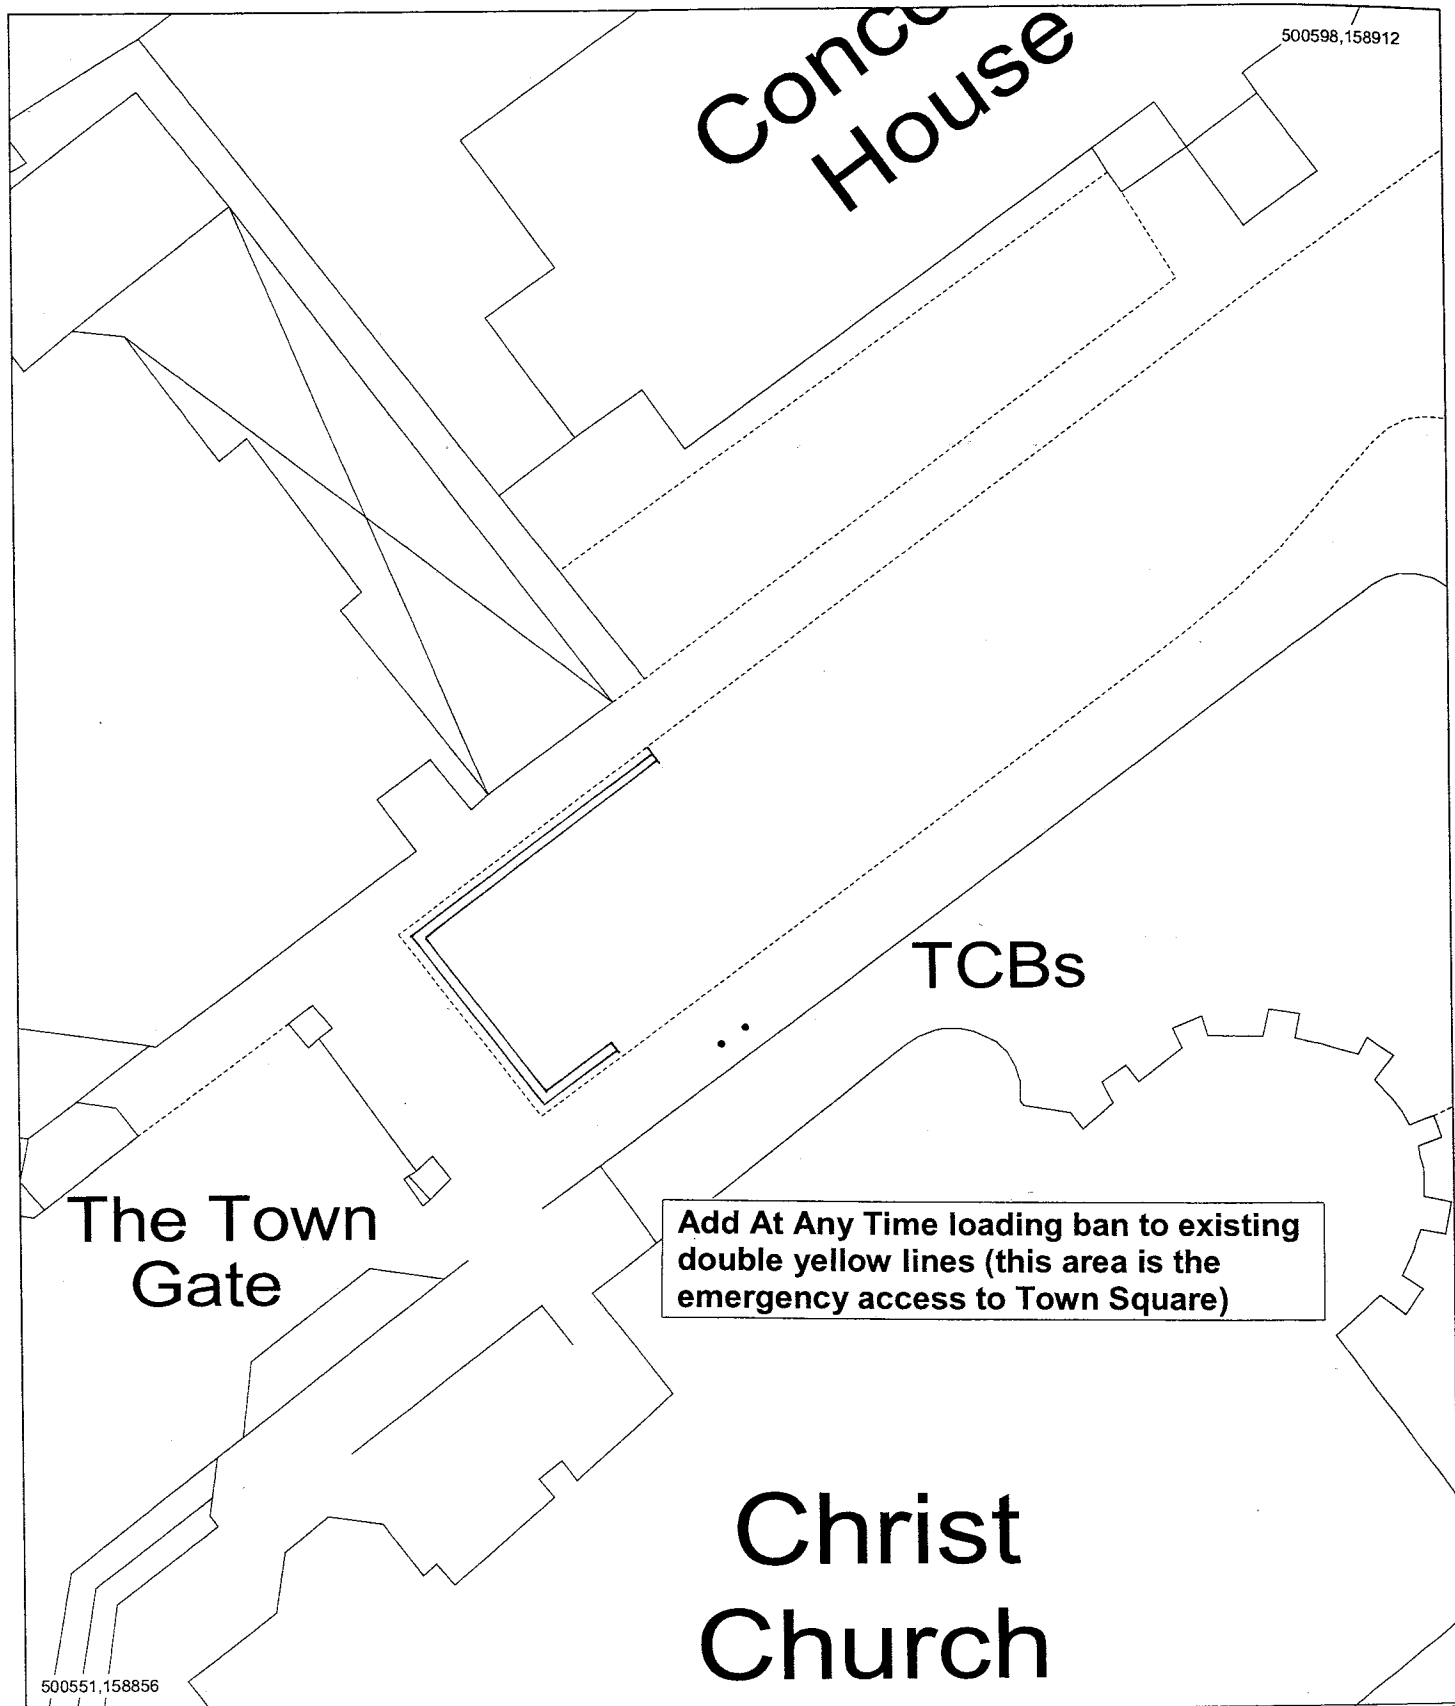 500598,158912
House
TCBs
The Town
Gate
Add At Any Time loading ban to existing
double yellow lines (this area is the
emergency access to Town Square)
Christ
Church
500551,158856